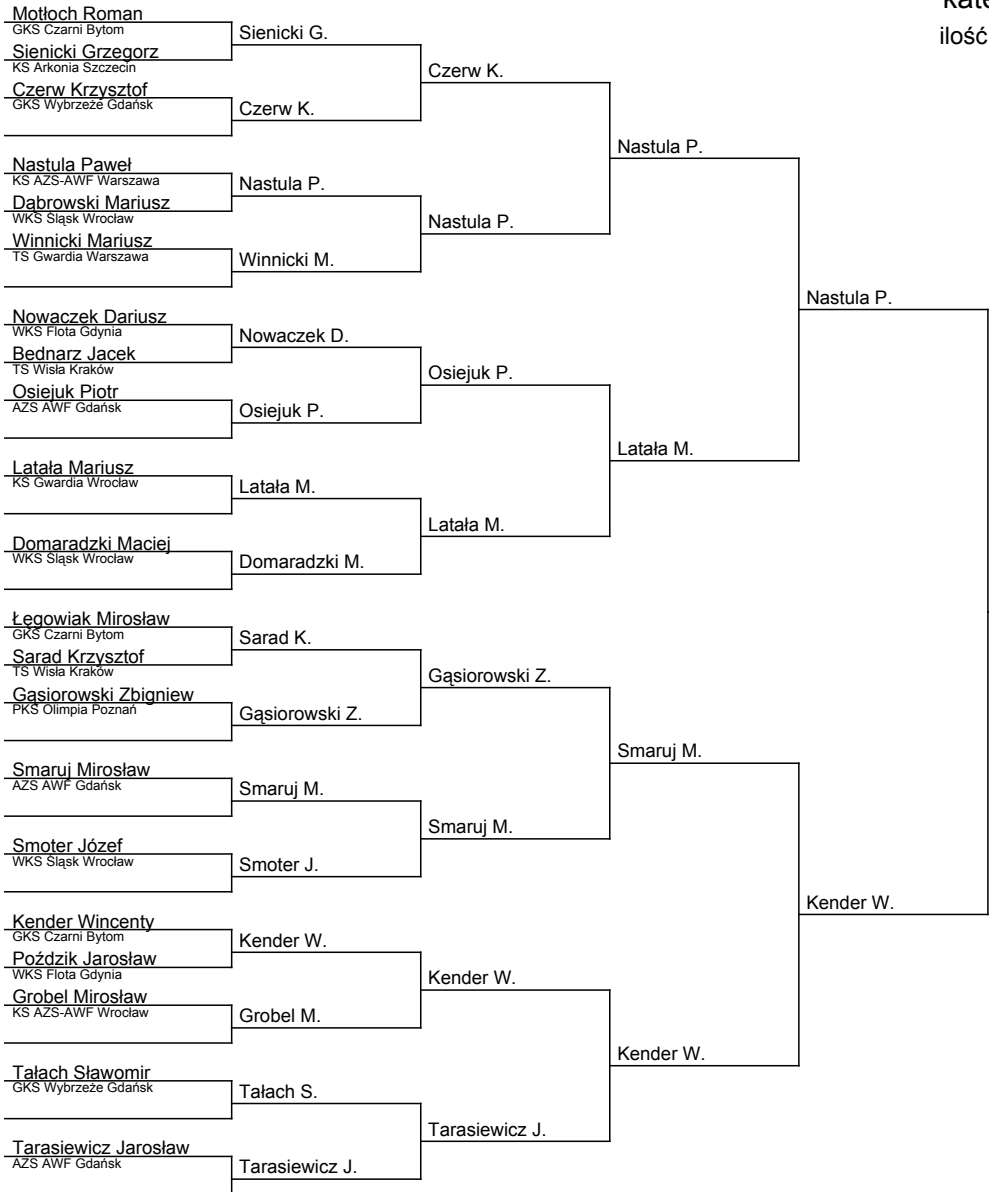 Motłoch Roman
GKS Czarni Bytom
Sienicki Grzegorz
KS Arkonia Szczecin
Czerw Krzysztof
GKS Wybrzeże Gdańsk
Nastula Paweł
KS AZS-AWF Warszawa
Dąbrowski Mariusz
WKS Śląsk Wrocław
Winnicki Mariusz
TS Gwardia Warszawa
Nowaczek Dariusz
WKS Flota Gdynia
Bednarz Jacek
TS Wisła Kraków
Osiejuk Piotr
AZS AWF Gdańsk
Latała Mariusz
KS Gwardia Wrocław
Domaradzki Maciej
WKS Śląsk Wrocław
Łęgowiak Mirosław
GKS Czarni Bytom
Sarad Krzysztof
TS Wisła Kraków
Gąsiorowski Zbigniew
PKS Olimpia Poznań
Smaruj Mirosław
AZS AWF Gdańsk
Smoter Józef
WKS Śląsk Wrocław
Kender Wincenty
GKS Czarni Bytom
Poździk Jarosław
WKS Flota Gdynia
Grobel Mirosław
KS AZS-AWF Wrocław
Tałach Sławomir
GKS Wybrzeże Gdańsk
Tarasiewicz Jarosław
AZS AWF Gdańsk
Sienicki G.
Czerw K.
Nastula P.
Winnicki M.
Nowaczek D.
Osiejuk P.
Latała M.
Domaradzki M.
Sarad K.
Gąsiorowski Z.
Smaruj M.
Smoter J.
Kender W.
Grobel M.
Tałach S.
Tarasiewicz J.
Czerw K.
Nastula P.
Osiejuk P.
Latała M.
Gąsiorowski Z.
Smaruj M.
Kender W.
Tarasiewicz J.
Nastula P.
Latała M.
Smaruj M.
Kender W.
Nastula P.
Kender W.
ilość